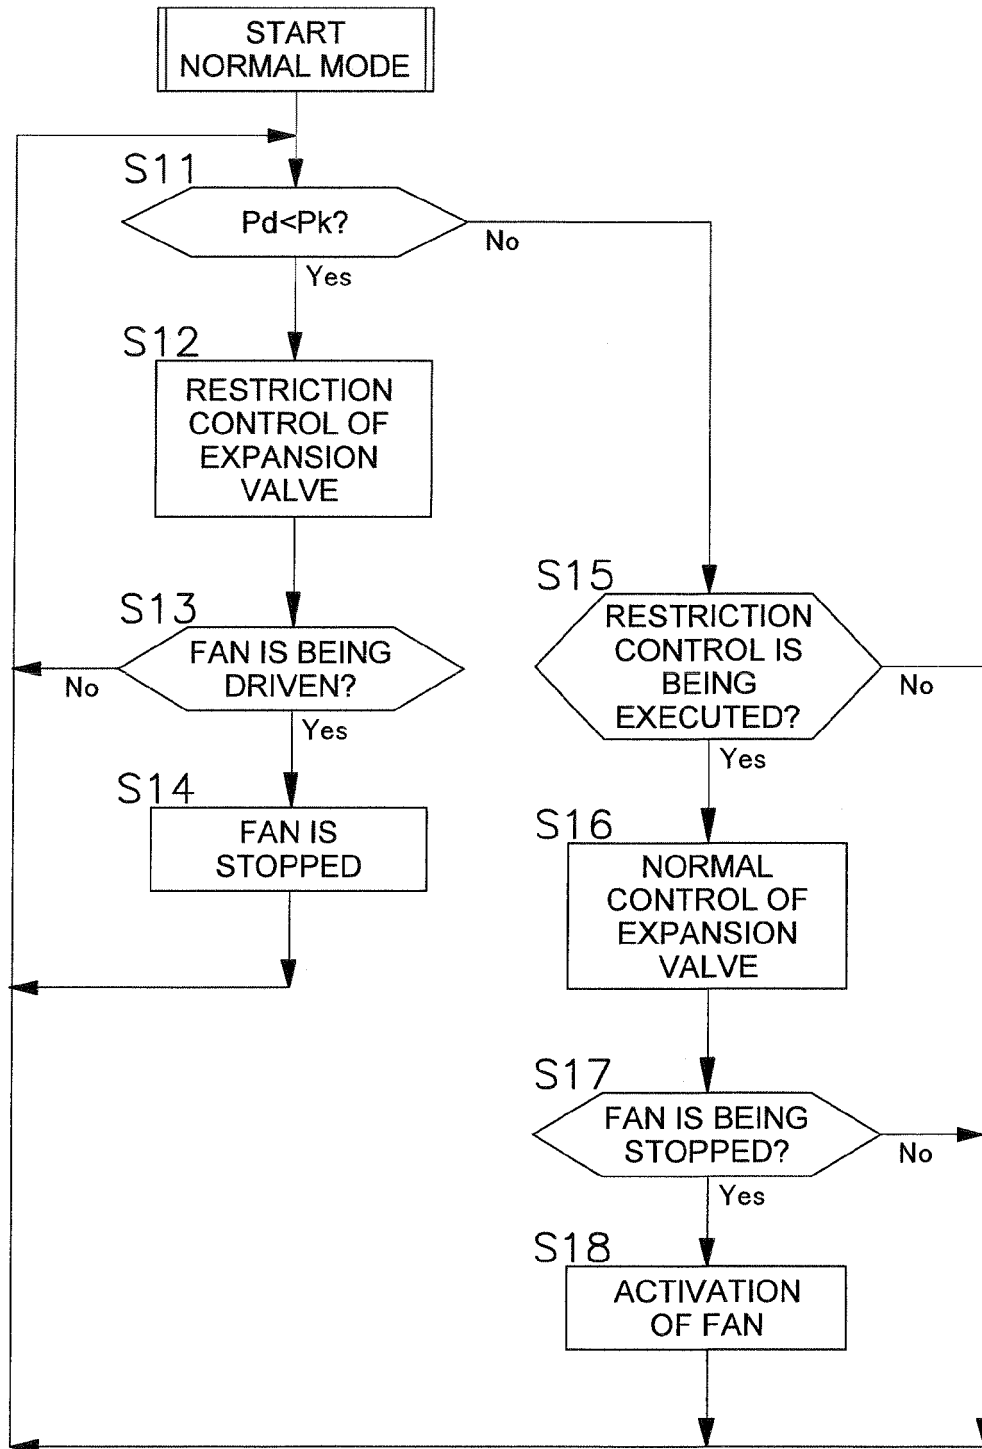 START
NORMAL MODE
S11
Pd<Pk?
No
Yes
S12
RESTRICTION
CONTROL OF
EXPANSION
VALVE
S13
FAN IS BEING
DRIVEN?
No
Yes
S14
FAN IS
STOPPED
S15
RESTRICTION
CONTROL IS
BEING
EXECUTED?
No
Yes
S16
NORMAL
CONTROL OF
EXPANSION
VALVE
S17
FAN IS BEING
STOPPED?
No
Yes
S18
ACTIVATION
OF FAN